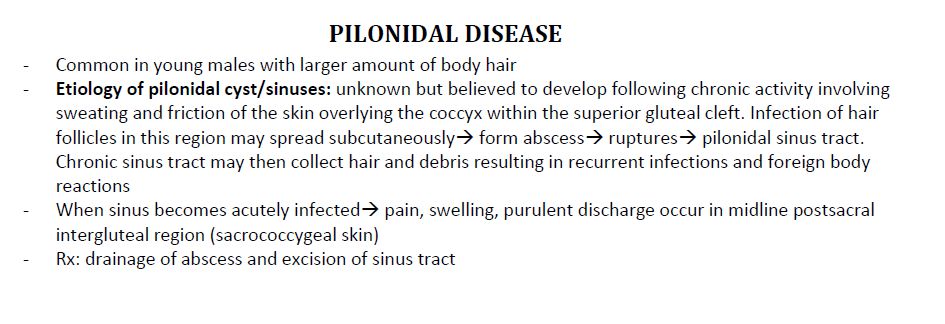 PILONIDAL DISEASE
- Common in young males with larger amount of body hair
- Etiology of pilonidal cyst/sinuses: unknown but believed to develop following chronic activity involving
sweating and friction of the skin overlying the coccyx within the superior gluteal cleft. Infection of hair
follicles in this region may spread subcutaneously→ form abscess→ ruptures→ pilonidal sinus tract.
Chronic sinus tract may then collect hair and debris resulting in recurrent infections and foreign body
reactions
- When sinus becomes acutely infected→ pain, swelling, purulent discharge occur in midline postsacral
intergluteal region (sacrococcygeal skin)
- Rx: drainage of abscess and excision of sinus tract